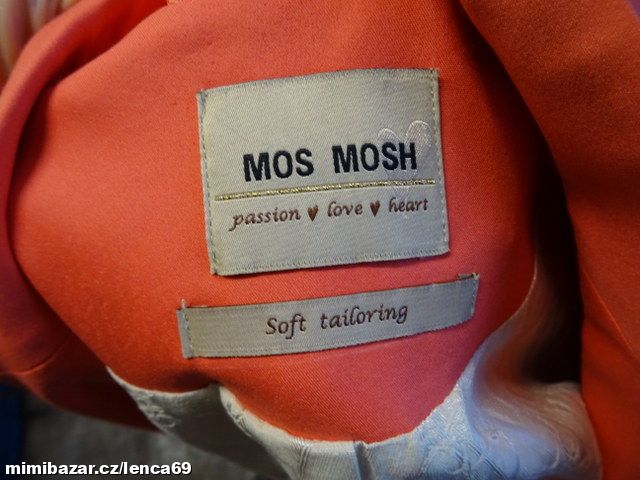 MOS MOSH
passion ♥ love ♥ heart
Soft tailoring
mimibazar.cz/lenca69